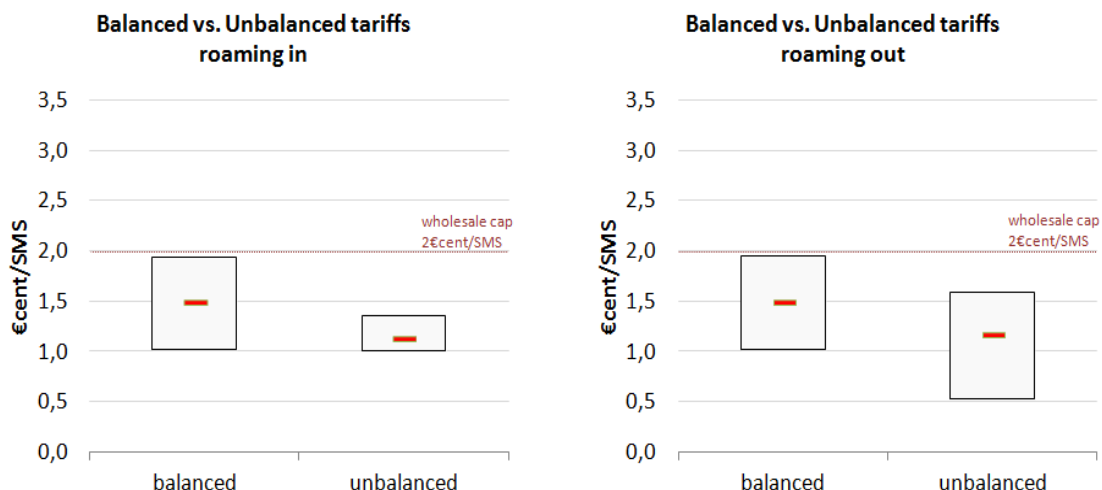 Balanced vs. Unbalanced tariffs
roaming in
3,5
3,0
2,5
2,0
1,5
1,0
0,5
0,0
€cent/SMS
wholesale cap
2€cent/SMS
balanced
unbalanced
Balanced vs. Unbalanced tariffs
roaming out
3,5
3,0
2,5
2,0
1,5
1,0
0,5
0,0
€cent/SMS
wholesale cap
2€cent/SMS
balanced
unbalanced